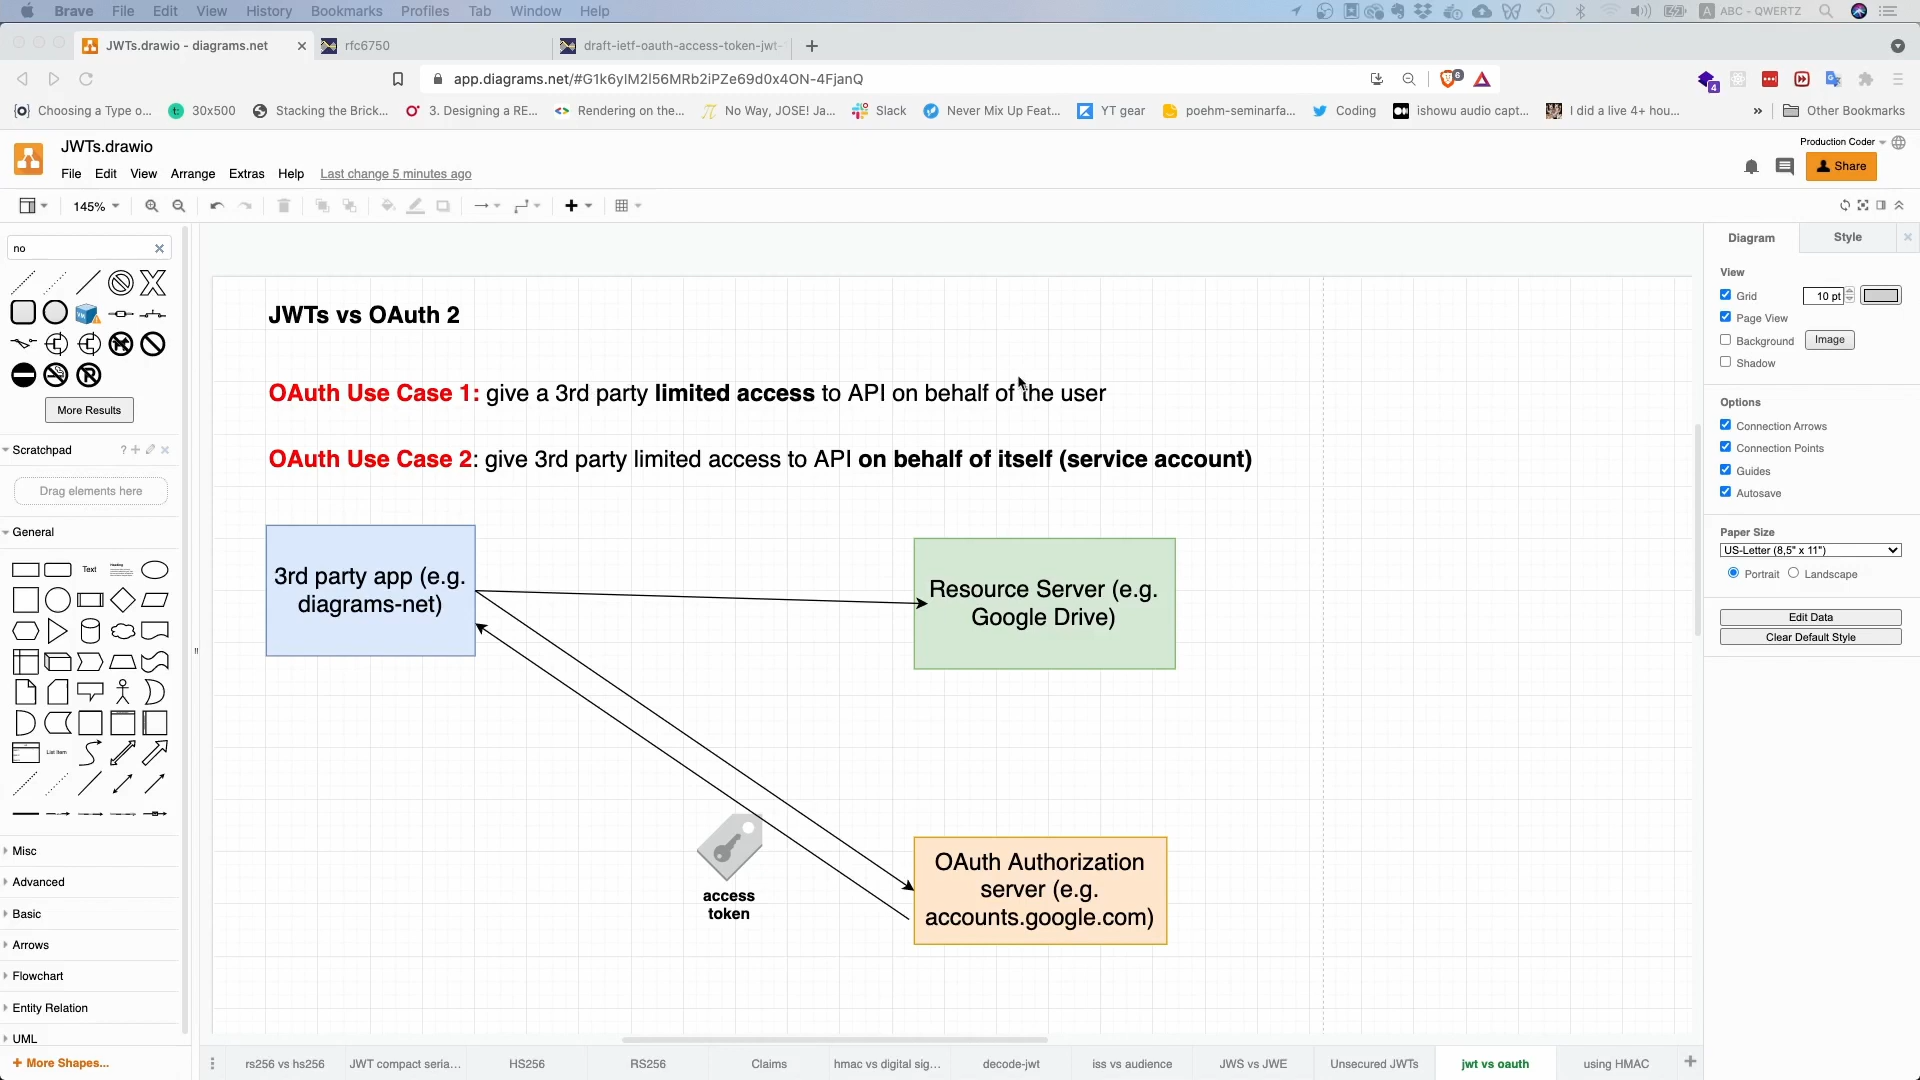 Brave File Edit View History Bookmarks Profiles Tab Window Help ABC - QWERTZ
JWTs.drawio - diagrams.net rfc6750 draft-ietf-oauth-access-token-jwt-
app.diagrams.net/#G1k6ylM2l56MRb2iPZe69d0x4ON-4FjanQ 6 4
Choosing a Type o... 30x500 Stacking the Brick... 3. Designing a RE... Rendering on the... No Way, JOSE! Ja... Slack Never Mix Up Feat... YT gear poehm-seminarfa... Coding ishowu audio capt... I did a live 4+ hou... » Other Bookmarks
JWTs.drawio
Production Coder
File Edit View Arrange Extras Help Last change 5 minutes ago
Share
145%
no
More Results
Scratchpad
?
Drag elements here
General
Text
Heading
List Item
Misc
Advanced
Basic
Arrows
Flowchart
Entity Relation
UML
+ More Shapes...
JWTs vs OAuth 2
OAuth Use Case 1: give a 3rd party limited access to API on behalf of the user
OAuth Use Case 2: give 3rd party limited access to API on behalf of itself (service account)
3rd party app (e.g.
diagrams-net)
Resource Server (e.g.
Google Drive)
access
token
OAuth Authorization
server (e.g.
accounts.google.com)
Diagram Style
View
Grid 10 pt
Page View
Background Image
Shadow
Options
Connection Arrows
Connection Points
Guides
Autosave
Paper Size
US-Letter (8,5" x 11")
Portrait Landscape
Edit Data
Clear Default Style
rs256 vs hs256 JWT compact seria... HS256 RS256 Claims hmac vs digital sig... decode-jwt iss vs audience JWS vs JWE Unsecured JWTs jwt vs oauth using HMAC